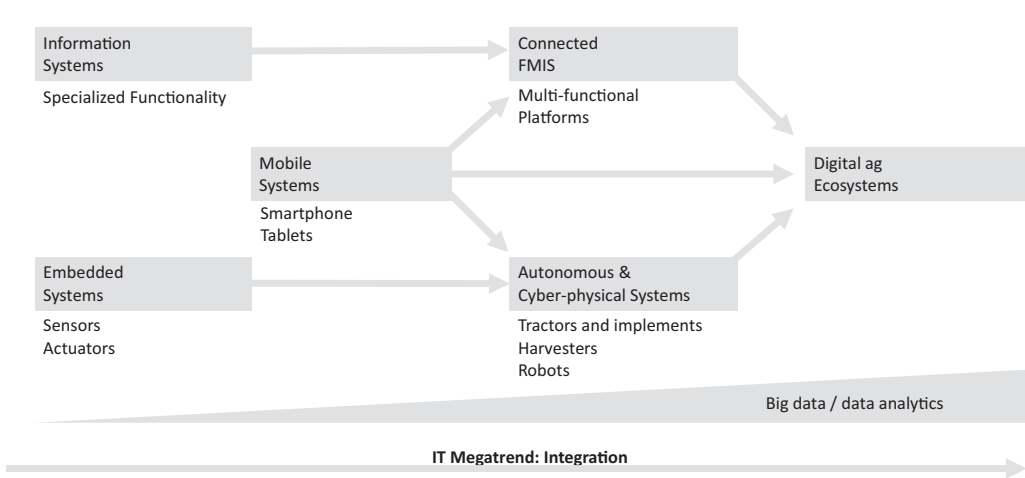 Information
Systems
Specialized Functionality
Connected
FMIS
Multi-functional
Platforms
Mobile
Systems
Smartphone
Tablets
Digital ag
Ecosystems
Embedded
Systems
Sensors
Actuators
Autonomous &
Cyber-physical Systems
Tractors and implements
Harvesters
Robots
Big data / data analytics
IT Megatrend: Integration